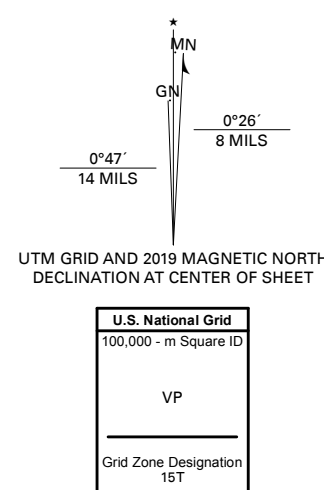 ★
MN
GN
0°26´
8 MILS
0°47´
14 MILS
UTM GRID AND 2019 MAGNETIC NORTH
DECLINATION AT CENTER OF SHEET
U.S. National Grid
100,000 - m Square ID
VP
Grid Zone Designation
15T